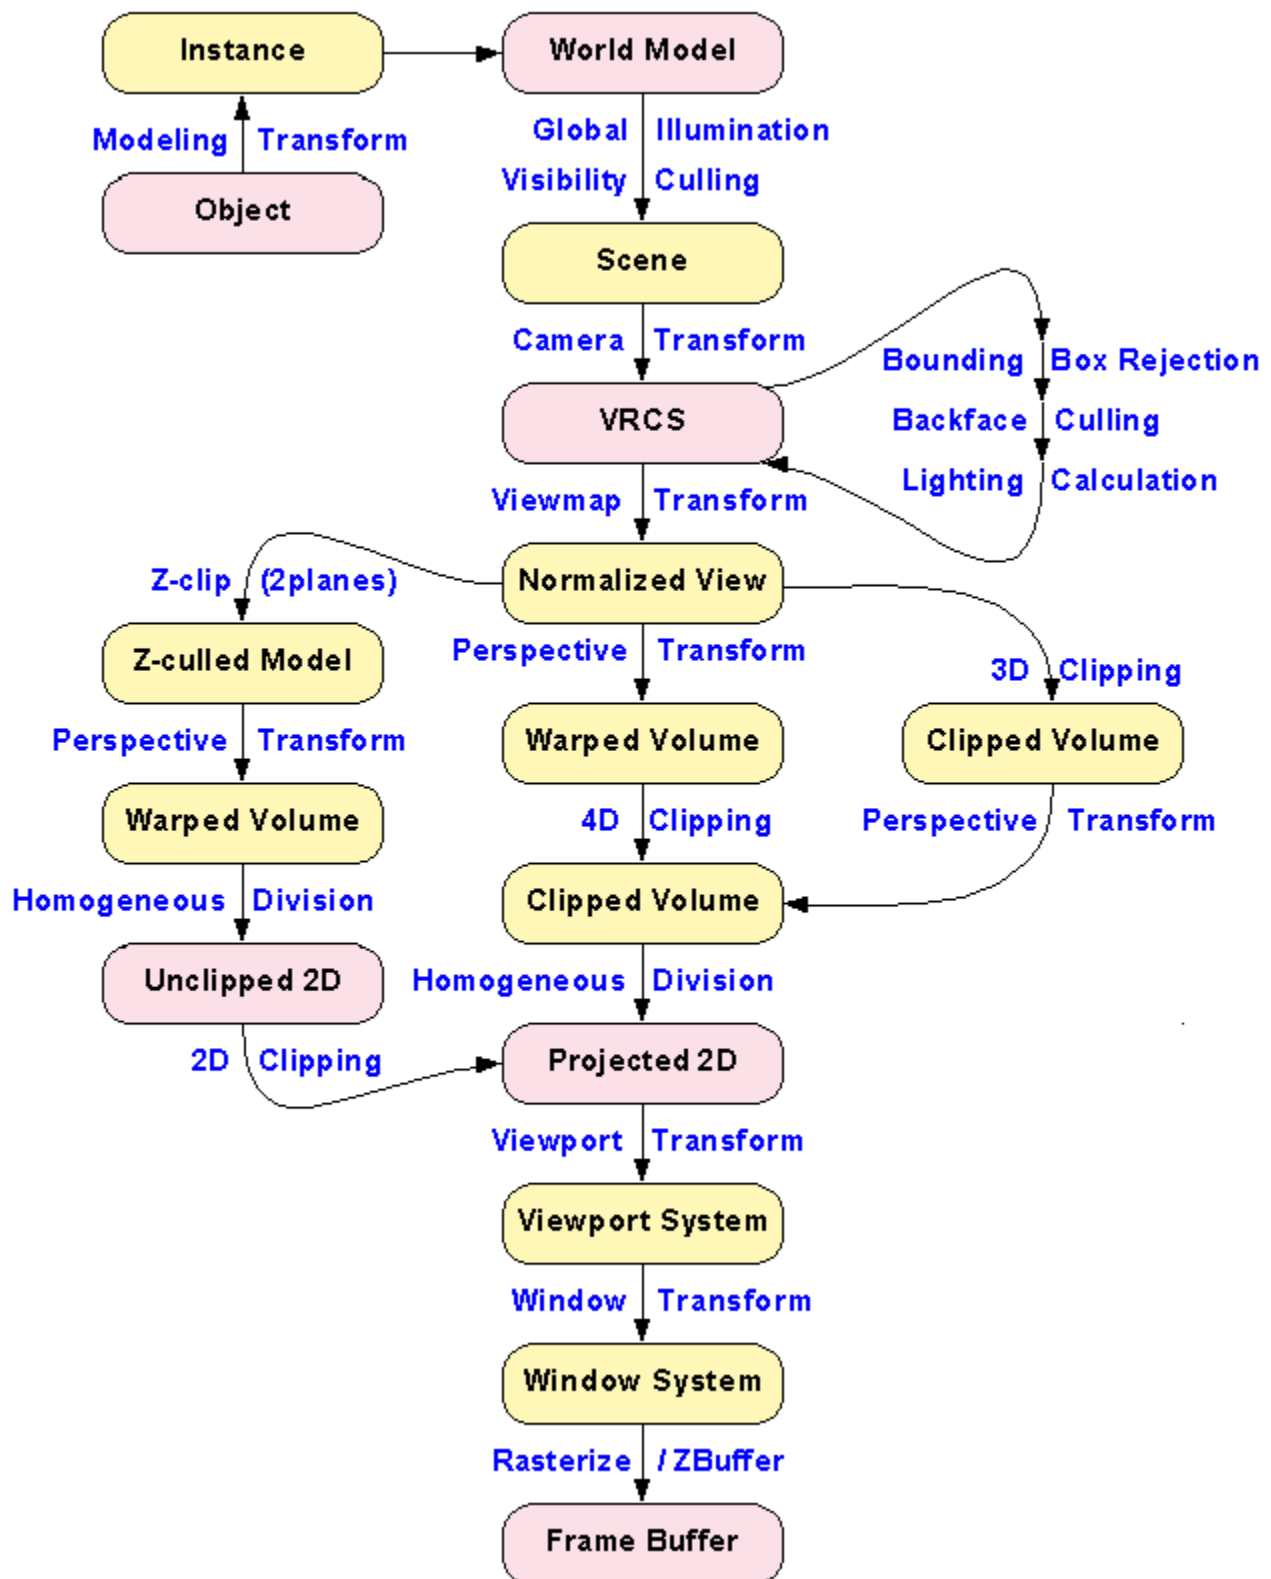 Instance
World Model
Modeling Transform
Global Illumination
Visibility Culling
Object
Scene
Camera Transform
Bounding Box Rejection
VRCS
Backface Culling
Lighting Calculation
Viewmap Transform
Z-clip (2planes)
Normalized View
Z-culled Model
Perspective Transform
3D Clipping
Perspective Transform
Warped Volume
Clipped Volume
Warped Volume
4D Clipping
Perspective Transform
Homogeneous Division
Clipped Volume
Unclipped 2D
Homogeneous Division
2D Clipping
Projected 2D
Viewport Transform
Viewport System
Window Transform
Window System
Rasterize / ZBuffer
Frame Buffer